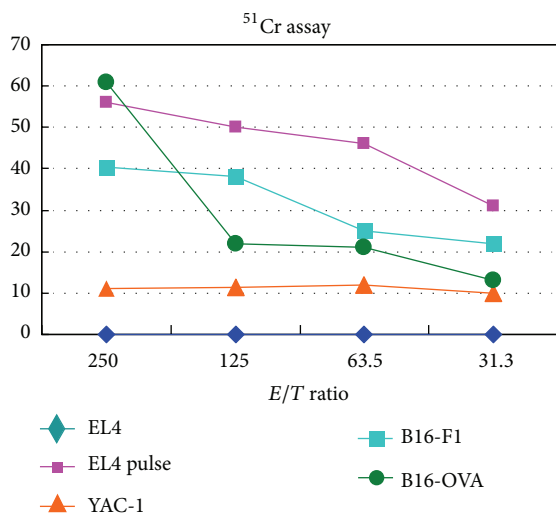 ⁵¹Cr assay
70
60
50
40
30
20
10
0
250 125 63.5 31.3
E/T ratio
EL4
EL4 pulse
YAC-1
B16-F1
B16-OVA